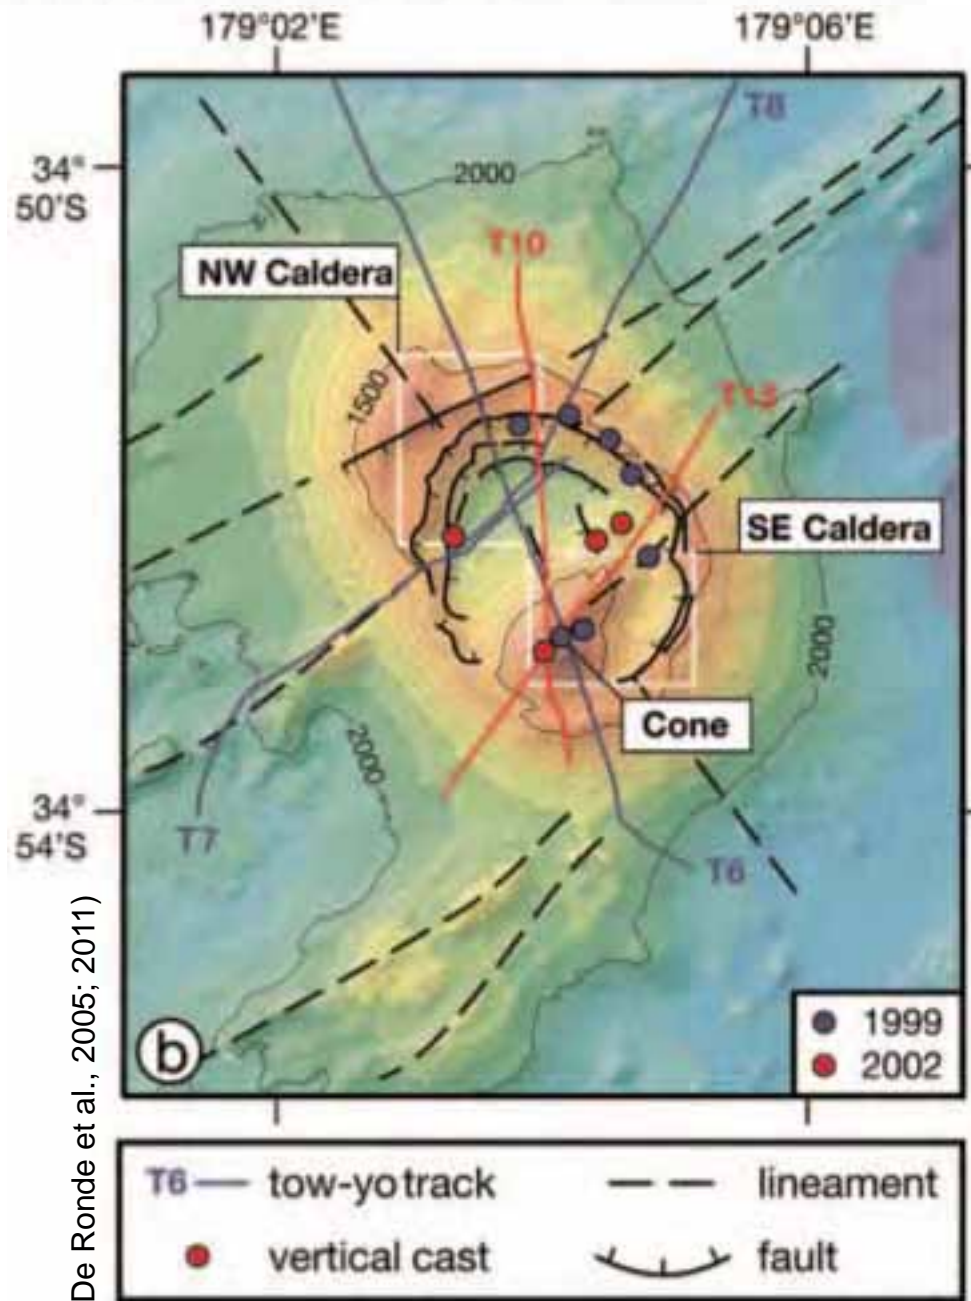 179°02'E 179°06'E
34°
50'S
T8
2000
T10
NW Caldera
1500
T13
SE Caldera
2000
Cone
2000
34°
54'S
T7
T6
De Ronde et al., 2005; 2011)
b
1999
2002
T6 tow-yo track lineament
vertical cast fault